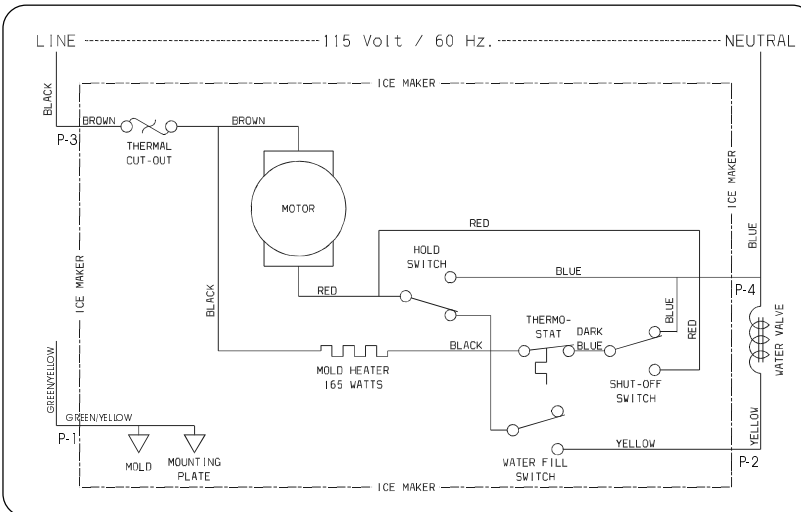 LINE 115 Volt / 60 Hz. NEUTRAL
ICE MAKER
BLACK
BROWN
BROWN
P-3
THERMAL
CUT-OUT
MOTOR
ICE MAKER
RED
BLUE
HOLD
SWITCH
BLUE
ICE MAKER
RED
P-4
BLACK
THERMO-
STAT
DARK
BLUE
BLUE
RED
WATER VALVE
BLACK
MOLD HEATER
165 WATTS
SHUT-OFF
SWITCH
GREEN/YELLOW
GREEN/YELLOW
P-1
MOLD
MOUNTING
PLATE
WATER FILL
SWITCH
YELLOW
YELLOW
P-2
ICE MAKER